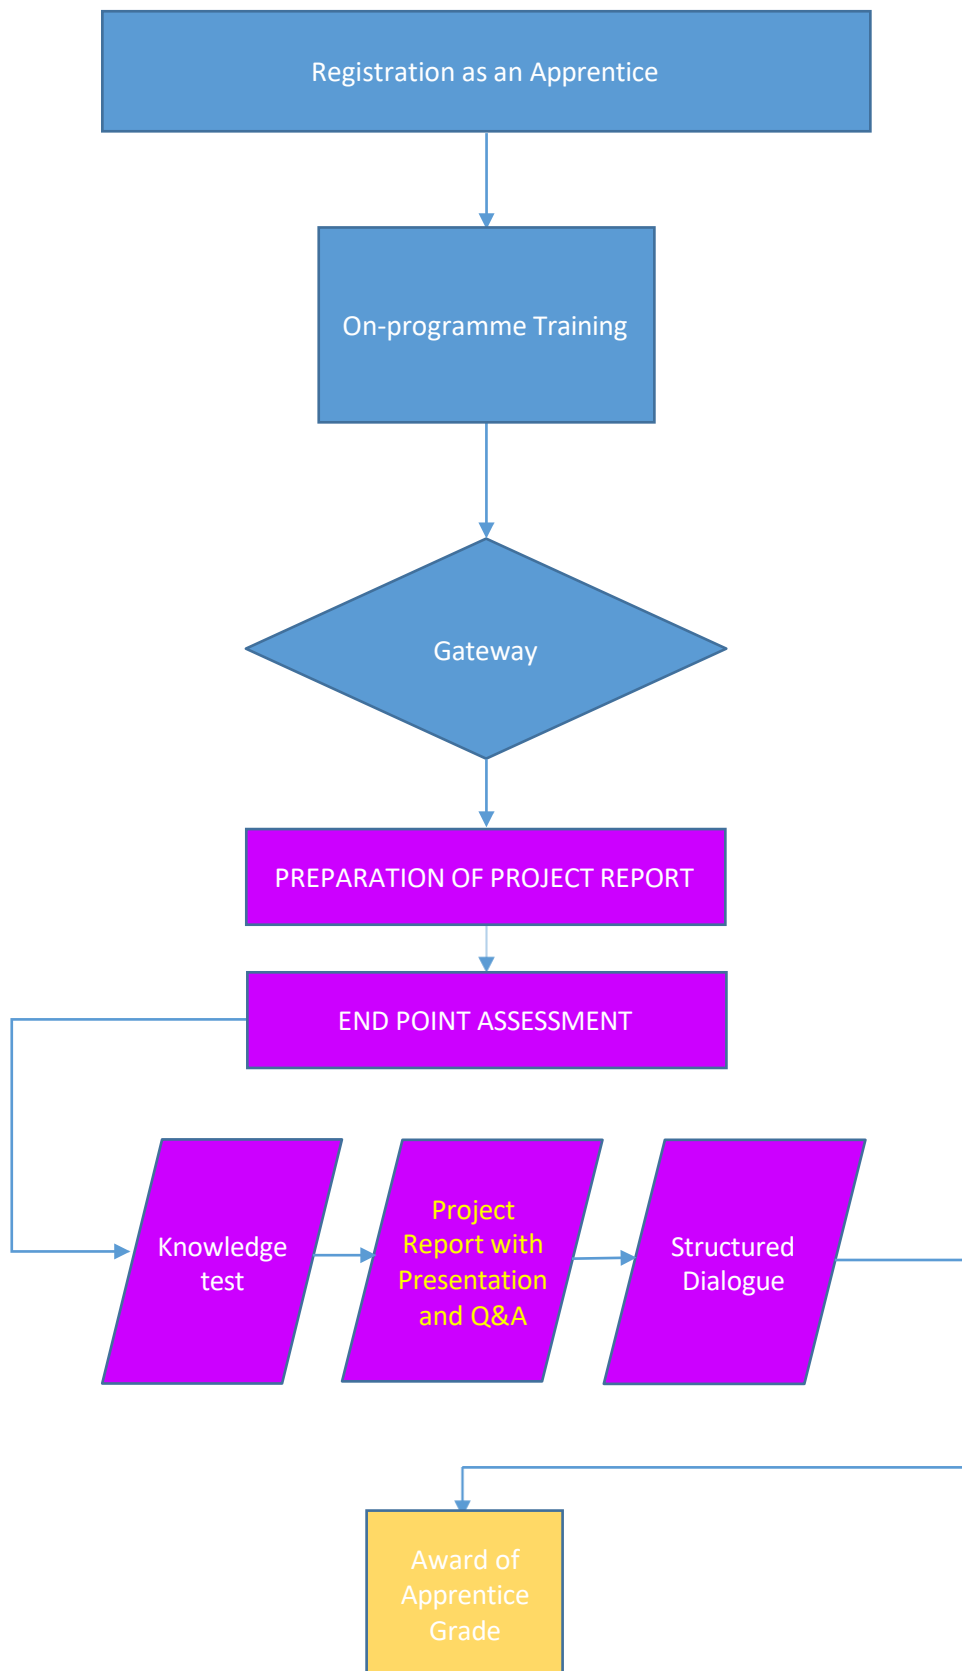 Registration as an Apprentice
On-programme Training
Gateway
PREPARATION OF PROJECT REPORT
END POINT ASSESSMENT
Knowledge
test
Project
Report with
Presentation
and Q&A
Structured
Dialogue
Award of
Apprentice
Grade